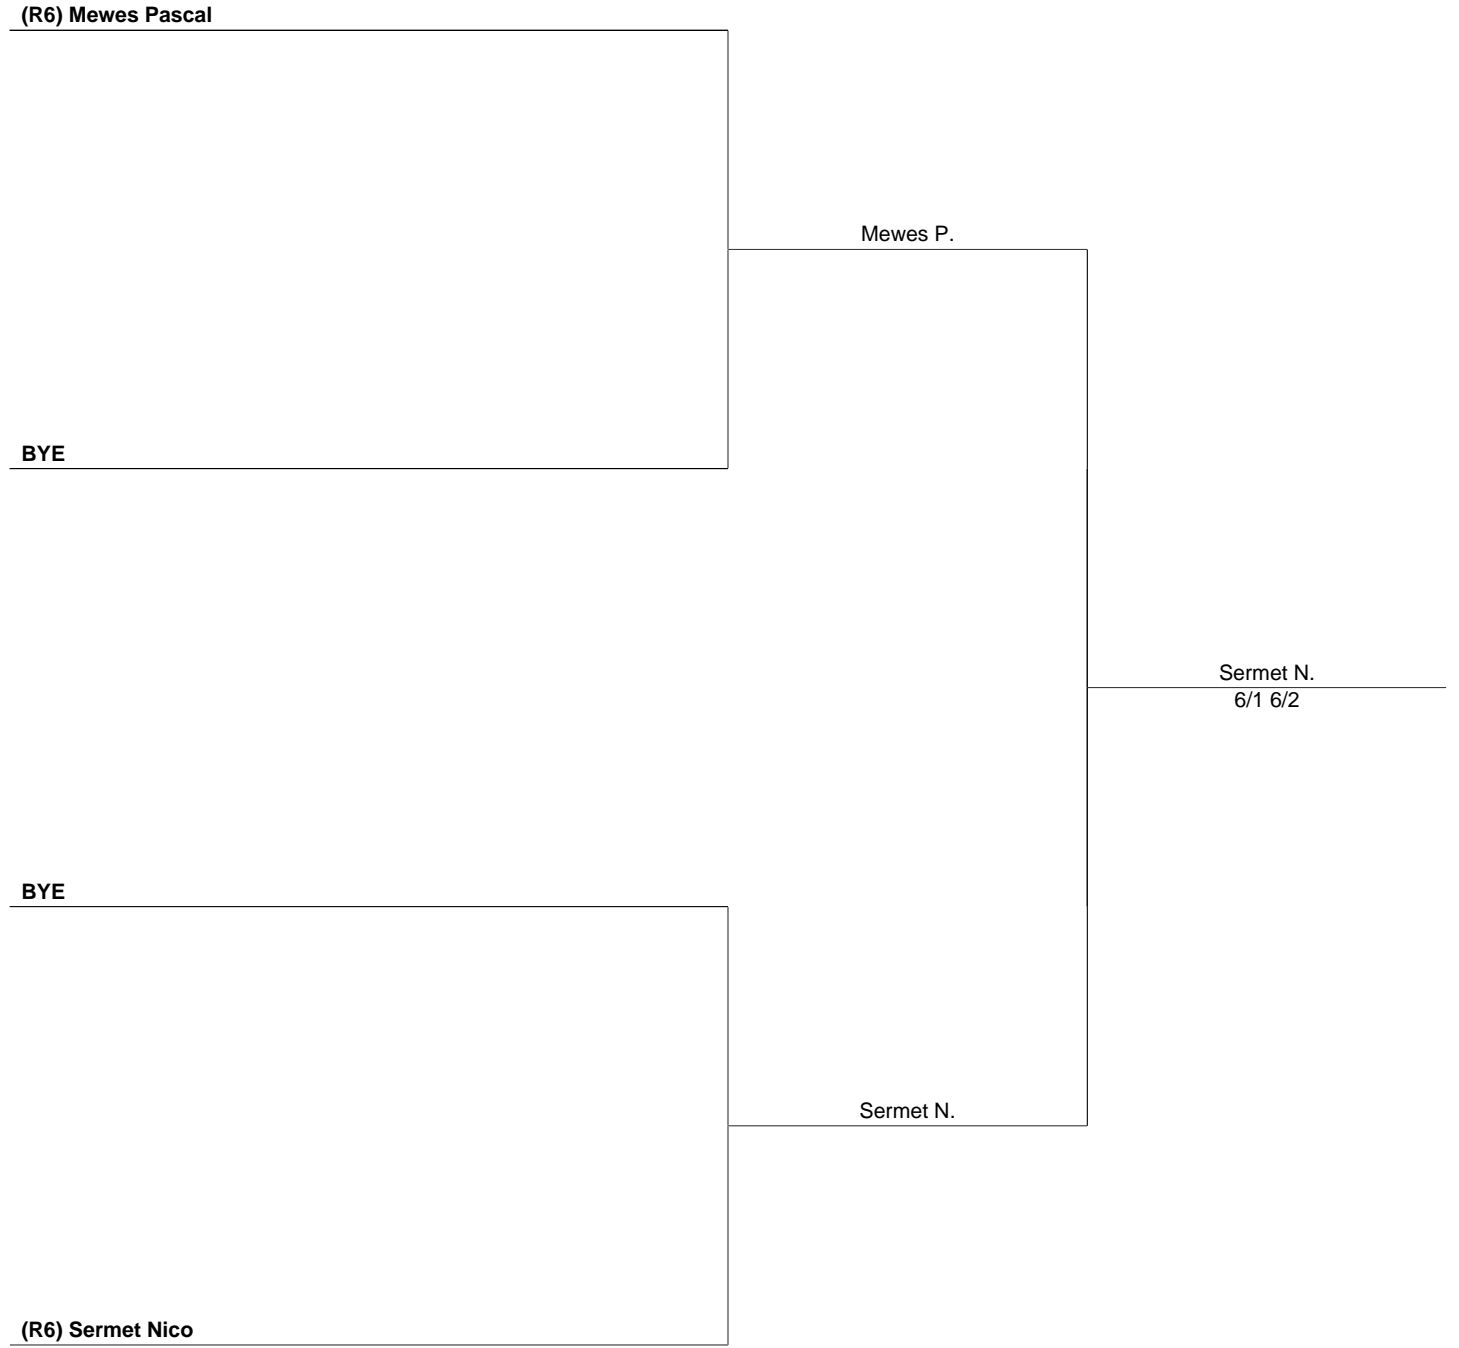 (R6) Mewes Pascal
Mewes P.
BYE
Sermet N.
6/1 6/2
BYE
Sermet N.
(R6) Sermet Nico